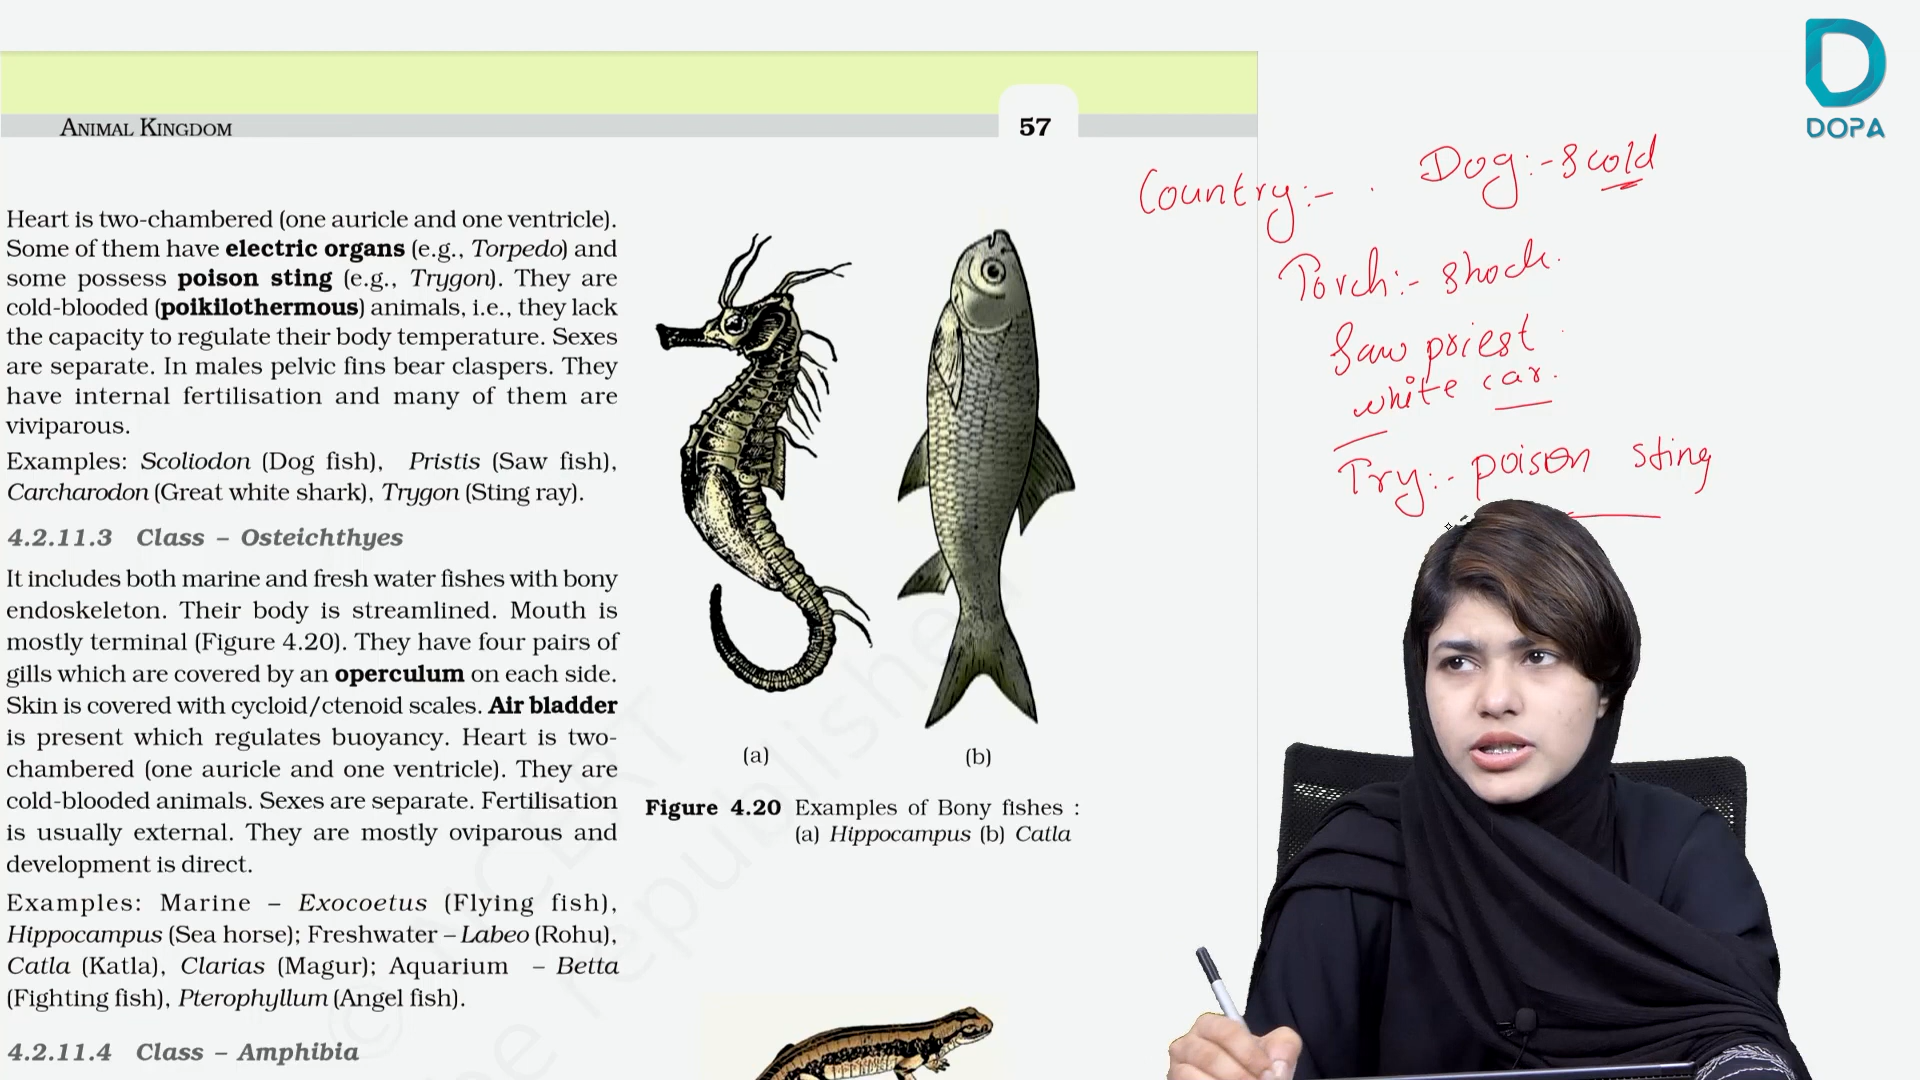 DOPA
ANIMAL KINGDOM
57
Heart is two-chambered (one auricle and one ventricle).
Some of them have electric organs (e.g., Torpedo) and
some possess poison sting (e.g., Trygon). They are
cold-blooded (poikilothermous) animals, i.e., they lack
the capacity to regulate their body temperature. Sexes
are separate. In males pelvic fins bear claspers. They
have internal fertilisation and many of them are
viviparous.
Examples: Scoliodon (Dog fish), Pristis (Saw fish),
Carcharodon (Great white shark), Trygon (Sting ray).
4.2.11.3 Class – Osteichthyes
It includes both marine and fresh water fishes with bony
endoskeleton. Their body is streamlined. Mouth is
mostly terminal (Figure 4.20). They have four pairs of
gills which are covered by an operculum on each side.
Skin is covered with cycloid/ctenoid scales. Air bladder
is present which regulates buoyancy. Heart is two-
chambered (one auricle and one ventricle). They are
cold-blooded animals. Sexes are separate. Fertilisation
is usually external. They are mostly oviparous and
development is direct.
Examples: Marine – Exocoetus (Flying fish),
Hippocampus (Sea horse); Freshwater – Labeo (Rohu),
Catla (Katla), Clarias (Magur); Aquarium – Betta
(Fighting fish), Pterophyllum (Angel fish).
4.2.11.4 Class – Amphibia
(a) (b)
Figure 4.20 Examples of Bony fishes :
(a) Hippocampus (b) Catla
Country:- Dog:- scold
Torch:- shock.
Saw priest
white car.
Try:- poison sting